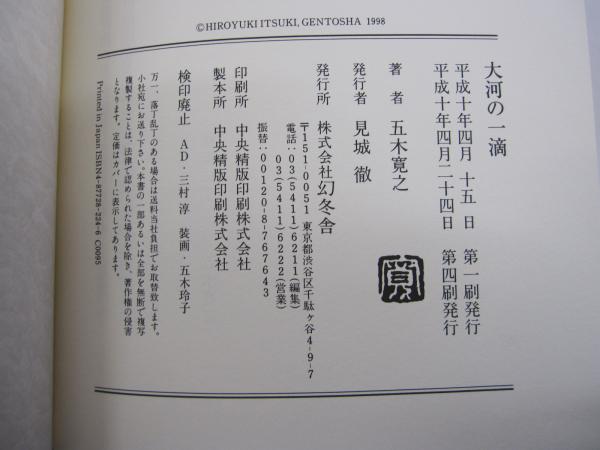 ©HIROYUKI ITSUKI, GENTOSHA 1998
大河の一滴
平成十年四月 十五 日 第一刷発行
平成十年四月二十四日 第四刷発行
著 者 五木寛之
発行者 見城 徹
発行所 株式会社幻冬舎
〒151-0051 東京都渋谷区千駄ヶ谷4-9-7
電話:03(5411)6211(編集)
03(5411)6222(営業)
振替:00120-8-767643
印刷所 中央精版印刷株式会社
製本所 中央精版印刷株式会社
検印廃止 AD・三村 淳 装画・五木玲子
万一、落丁乱丁のある場合は送料当社負担でお取替致します。
小社宛にお送り下さい。本書の一部あるいは全部を無断で複写
複製することは、法律で認められた場合を除き、著作権の侵害
となります。定価はカバーに表示してあります。
Printed in Japan ISBN4-87728-224-6 C0095
寛